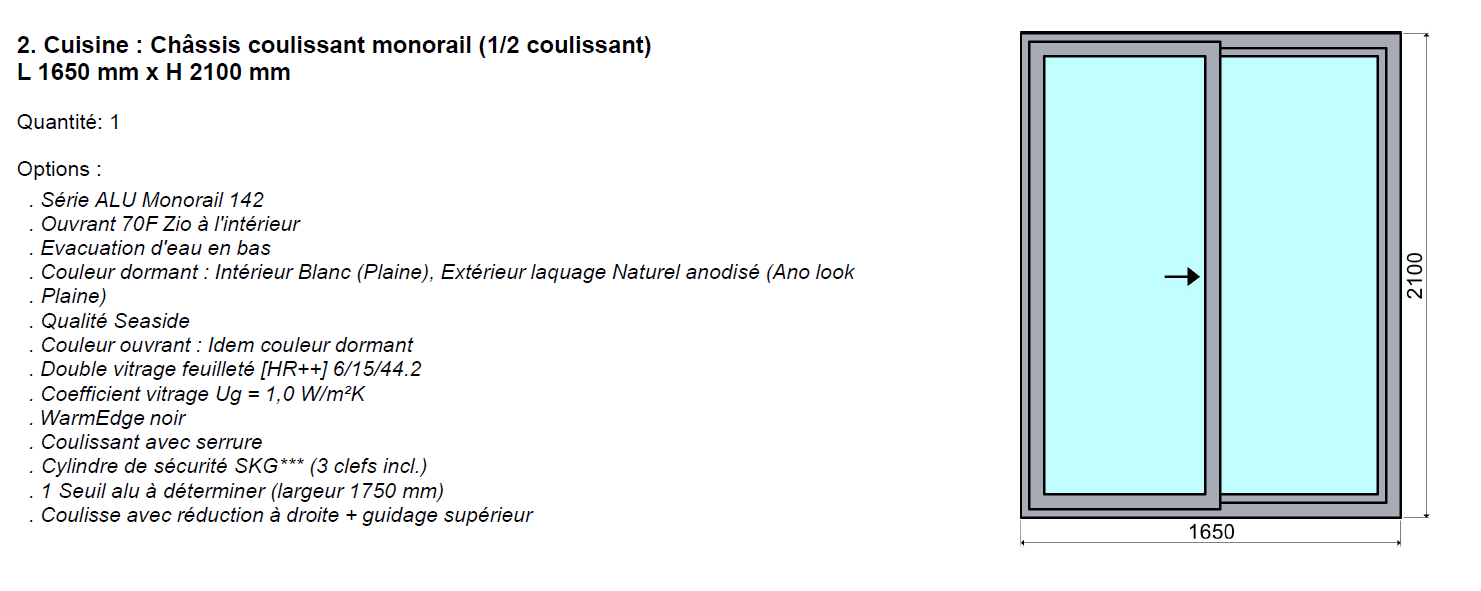 2. Cuisine : Châssis coulissant monorail (1/2 coulissant)
L 1650 mm x H 2100 mm
Quantité: 1
Options :
. Série ALU Monorail 142
. Ouvrant 70F Zio à l'intérieur
. Evacuation d'eau en bas
. Couleur dormant : Intérieur Blanc (Plaine), Extérieur laquage Naturel anodisé (Ano look
. Plaine)
. Qualité Seaside
. Couleur ouvrant : Idem couleur dormant
. Double vitrage feuilleté [HR++] 6/15/44.2
. Coefficient vitrage Ug = 1,0 W/m²K
. WarmEdge noir
. Coulissant avec serrure
. Cylindre de sécurité SKG*** (3 clefs incl.)
. 1 Seuil alu à déterminer (largeur 1750 mm)
. Coulisse avec réduction à droite + guidage supérieur
2100
1650